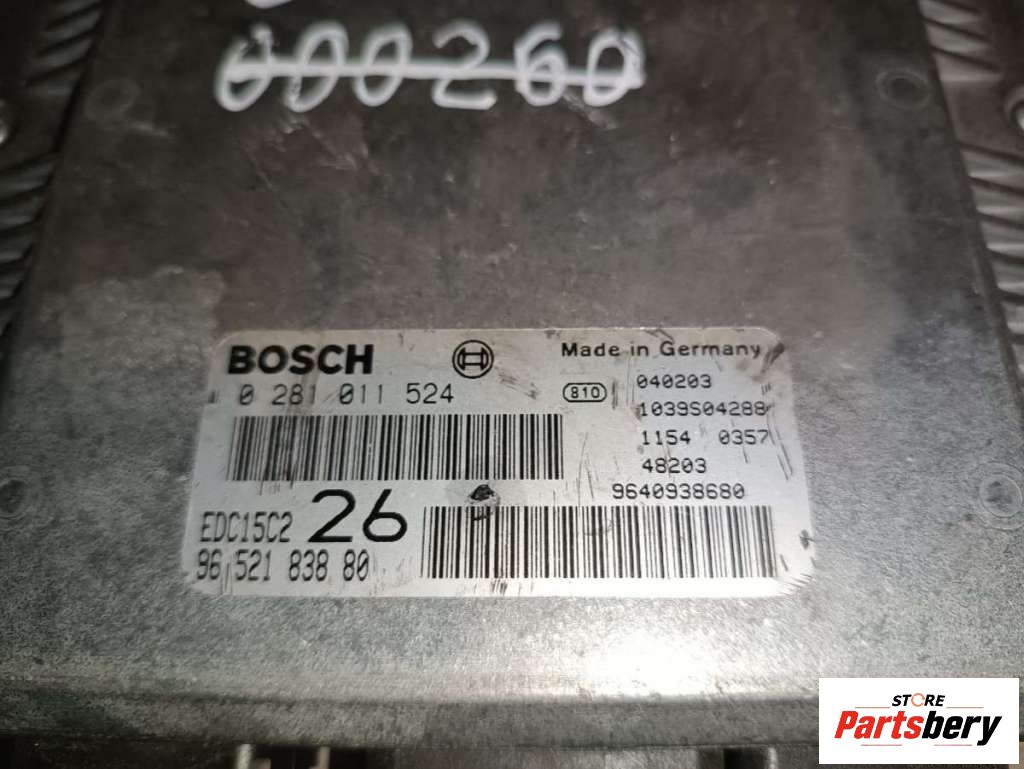 000260
BOSCH
Made in Germany
0 281 011 524
810
040203
1039S04288
1154 0357
48203
9640938680
EDC15C2
26
96 521 838 80
STORE
Partsbery